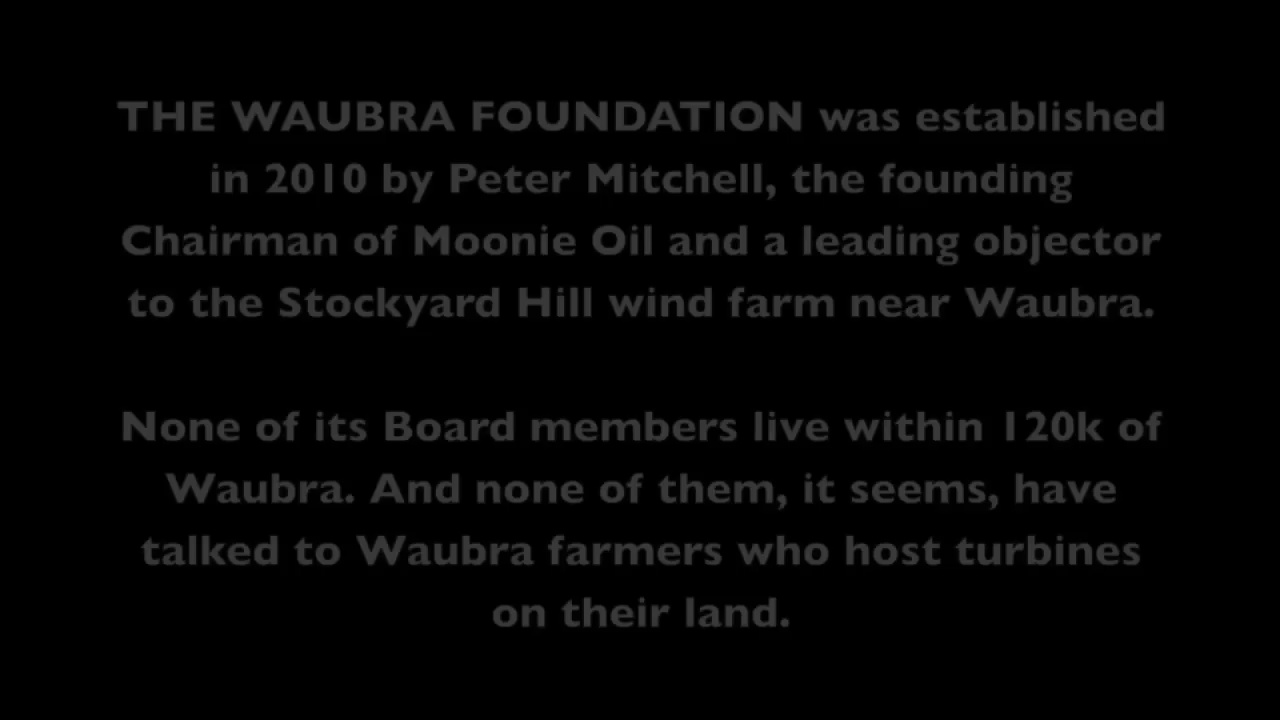 THE WAUBRA FOUNDATION was established
in 2010 by Peter Mitchell, the founding
Chairman of Moonie Oil and a leading objector
to the Stockyard Hill wind farm near Waubra.
None of its Board members live within 120k of
Waubra. And none of them, it seems, have
talked to Waubra farmers who host turbines
on their land.